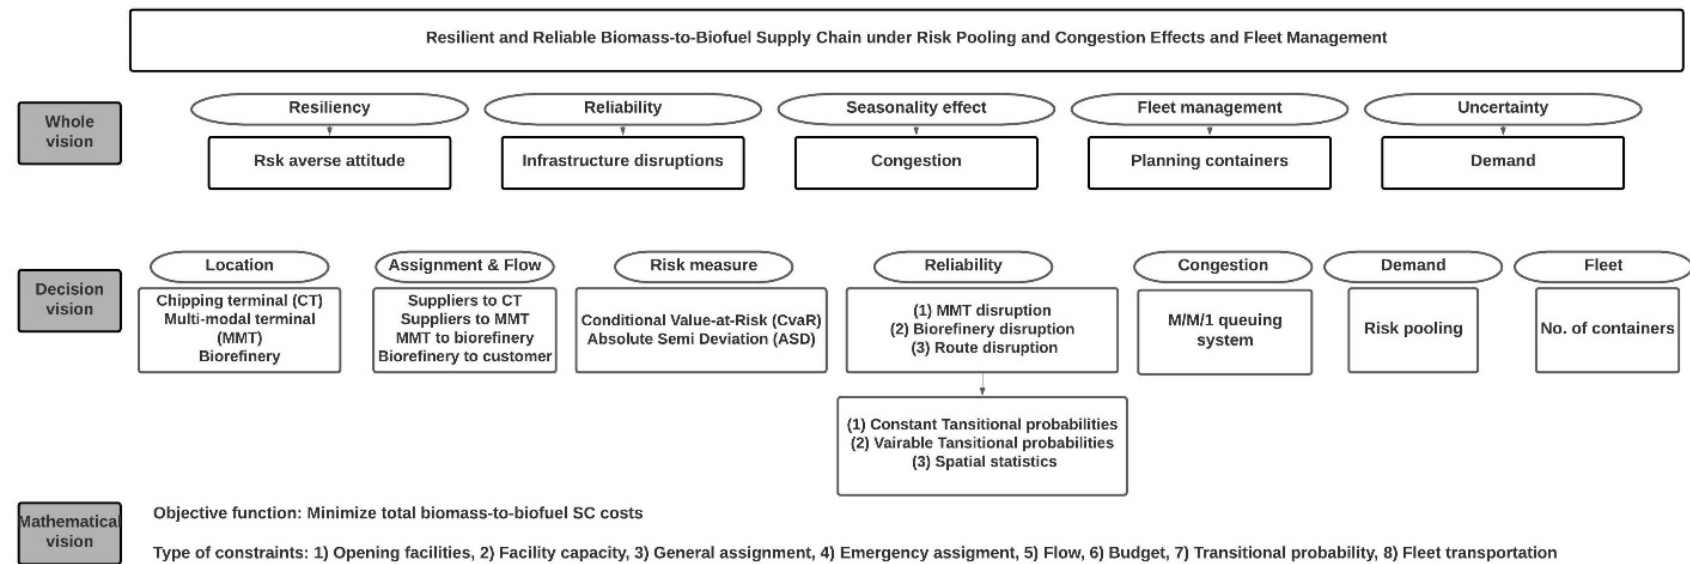 Resilient and Reliable Biomass-to-Biofuel Supply Chain under Risk Pooling and Congestion Effects and Fleet Management
Whole
vision
Resiliency
Rsk averse attitude
Reliability
Infrastructure disruptions
Seasonality effect
Congestion
Fleet management
Planning containers
Uncertainty
Demand
Decision
vision
Location
Chipping terminal (CT)
Multi-modal terminal
(MMT)
Biorefinery
Assignment & Flow
Suppliers to CT
Suppliers to MMT
MMT to biorefinery
Biorefinery to customer
Risk measure
Conditional Value-at-Risk (CvaR)
Absolute Semi Deviation (ASD)
Reliability
(1) MMT disruption
(2) Biorefinery disruption
(3) Route disruption
(1) Constant Tansitional probabilities
(2) Vairable Tansitional probabilities
(3) Spatial statistics
Congestion
M/M/1 queuing
system
Demand
Risk pooling
Fleet
No. of containers
Mathematical
vision
Objective function: Minimize total biomass-to-biofuel SC costs
Type of constraints: 1) Opening facilities, 2) Facility capacity, 3) General assignment, 4) Emergency assigment, 5) Flow, 6) Budget, 7) Transitional probability, 8) Fleet transportation